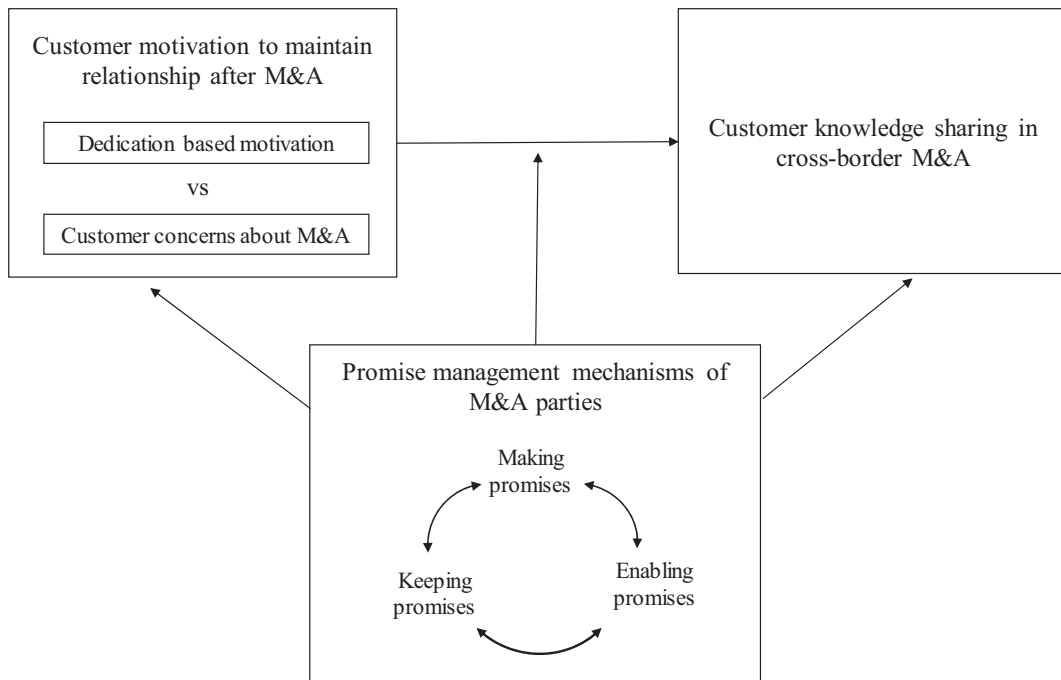 Customer motivation to maintain
relationship after M&A
Dedication based motivation
vs
Customer concerns about M&A
Customer knowledge sharing in
cross-border M&A
Promise management mechanisms of
M&A parties
Making
promises
Keeping
promises
Enabling
promises